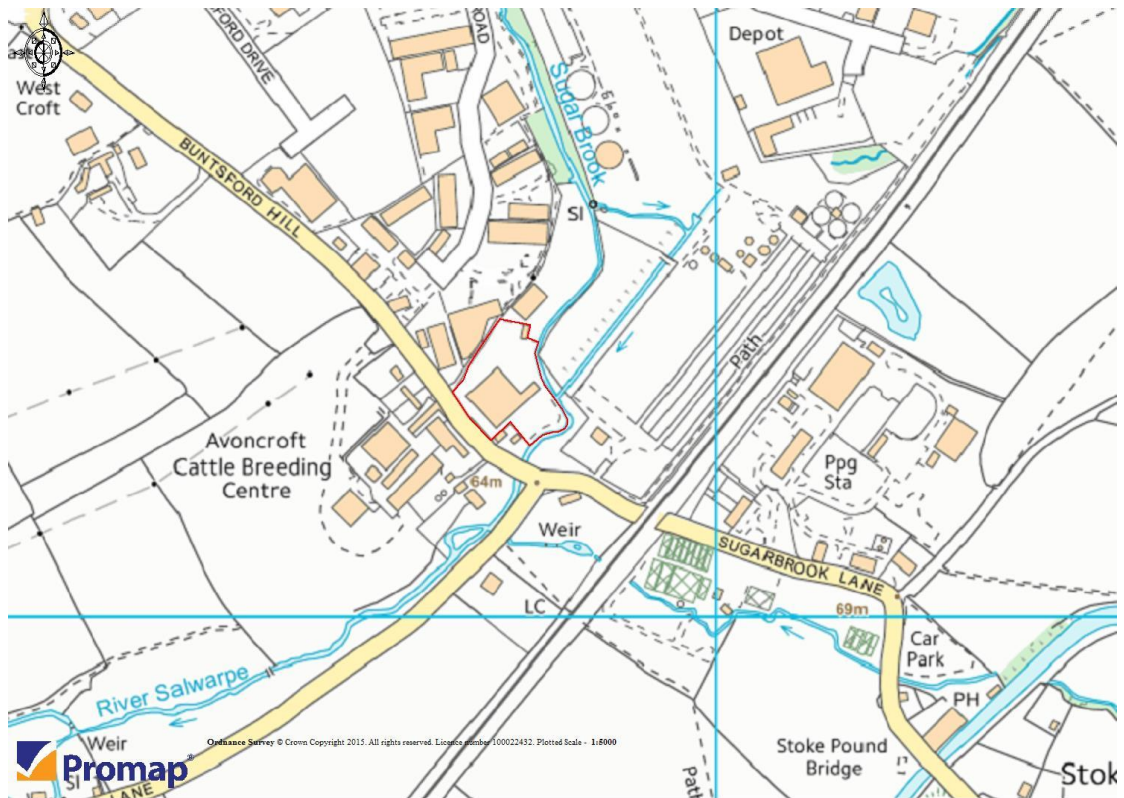 FORD DRIVE
ROAD
Depot
West
Croft
Sugar Brook
BUNTSFORD HILL
SI
Path
Avoncroft
Cattle Breeding
Centre
64m
Ppg
Sta
Weir
SUGARBROOK LANE
LC
69m
Car
Park
River Salwarpe
PH
Weir
SI
LANE
Stoke Pound
Bridge
Stok
Path
Ordnance Survey © Crown Copyright 2015. All rights reserved. Licence number 100022432. Plotted Scale - 1:5000
Promap®